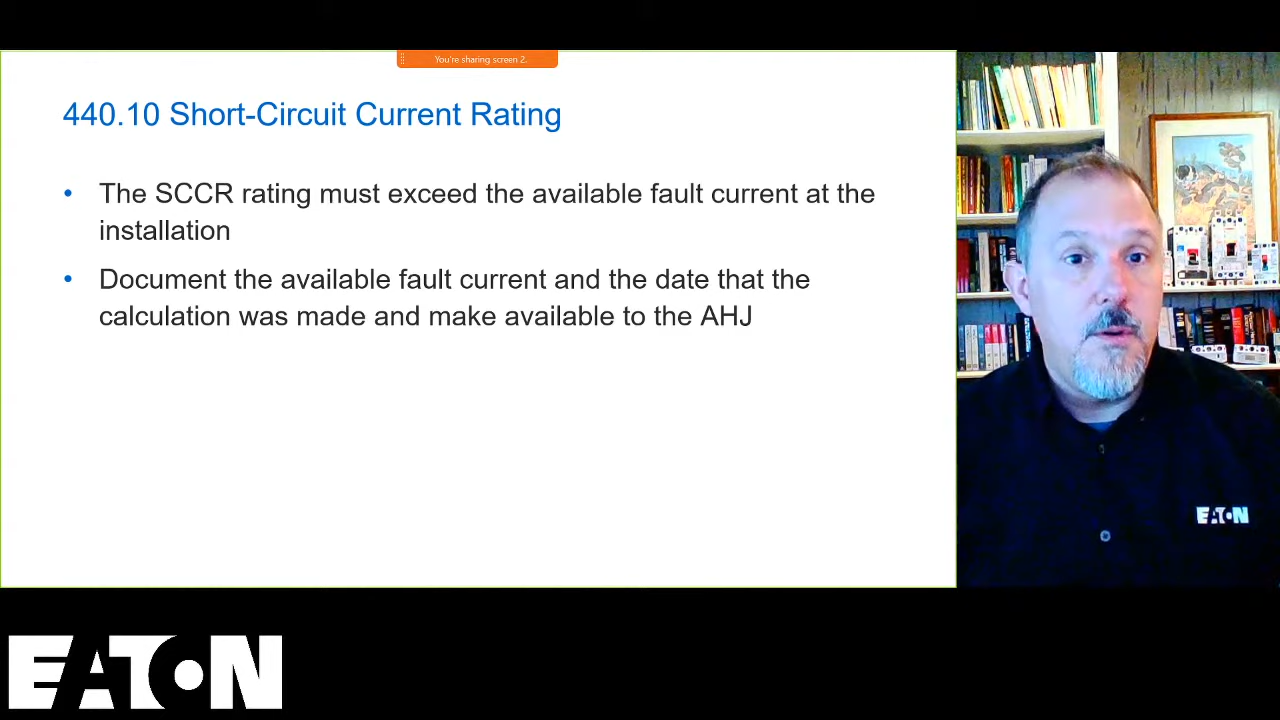 You're sharing screen 2.
440.10 Short-Circuit Current Rating
• The SCCR rating must exceed the available fault current at the
installation
• Document the available fault current and the date that the
calculation was made and make available to the AHJ
EATON
EATON